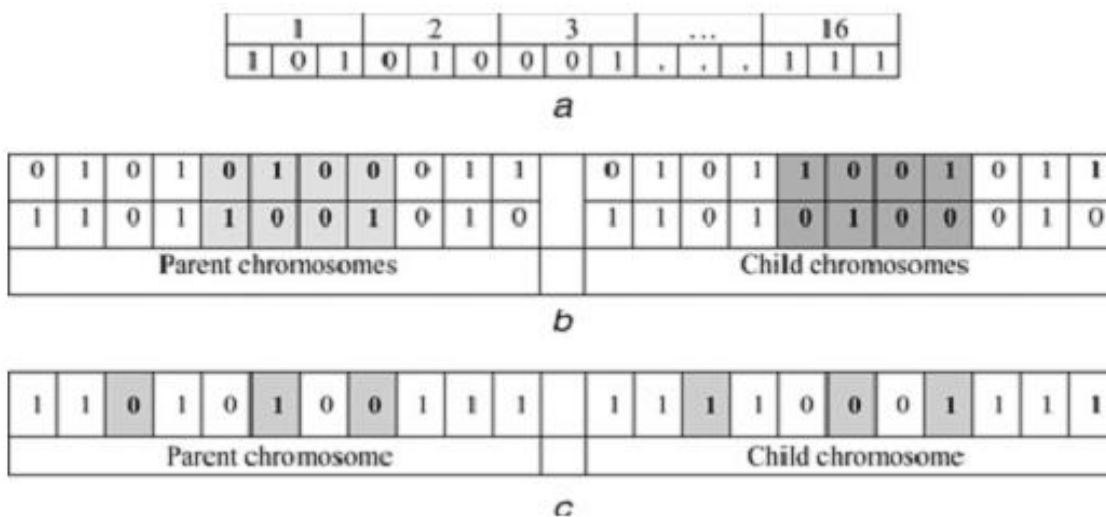 1 2 3 ... 16
1 0 1 0 1 0 0 0 1 . . . 1 1 1
a
0 1 0 1 0 1 0 0 0 1 1 0 1 0 1 1 0 0 1 0 1 1
1 1 0 1 1 0 0 1 0 1 0 1 1 0 1 0 1 0 0 0 1 0
Parent chromosomes Child chromosomes
b
1 1 0 1 0 1 0 0 1 1 1 1 1 1 1 0 0 0 1 1 1 1
Parent chromosome Child chromosome
c